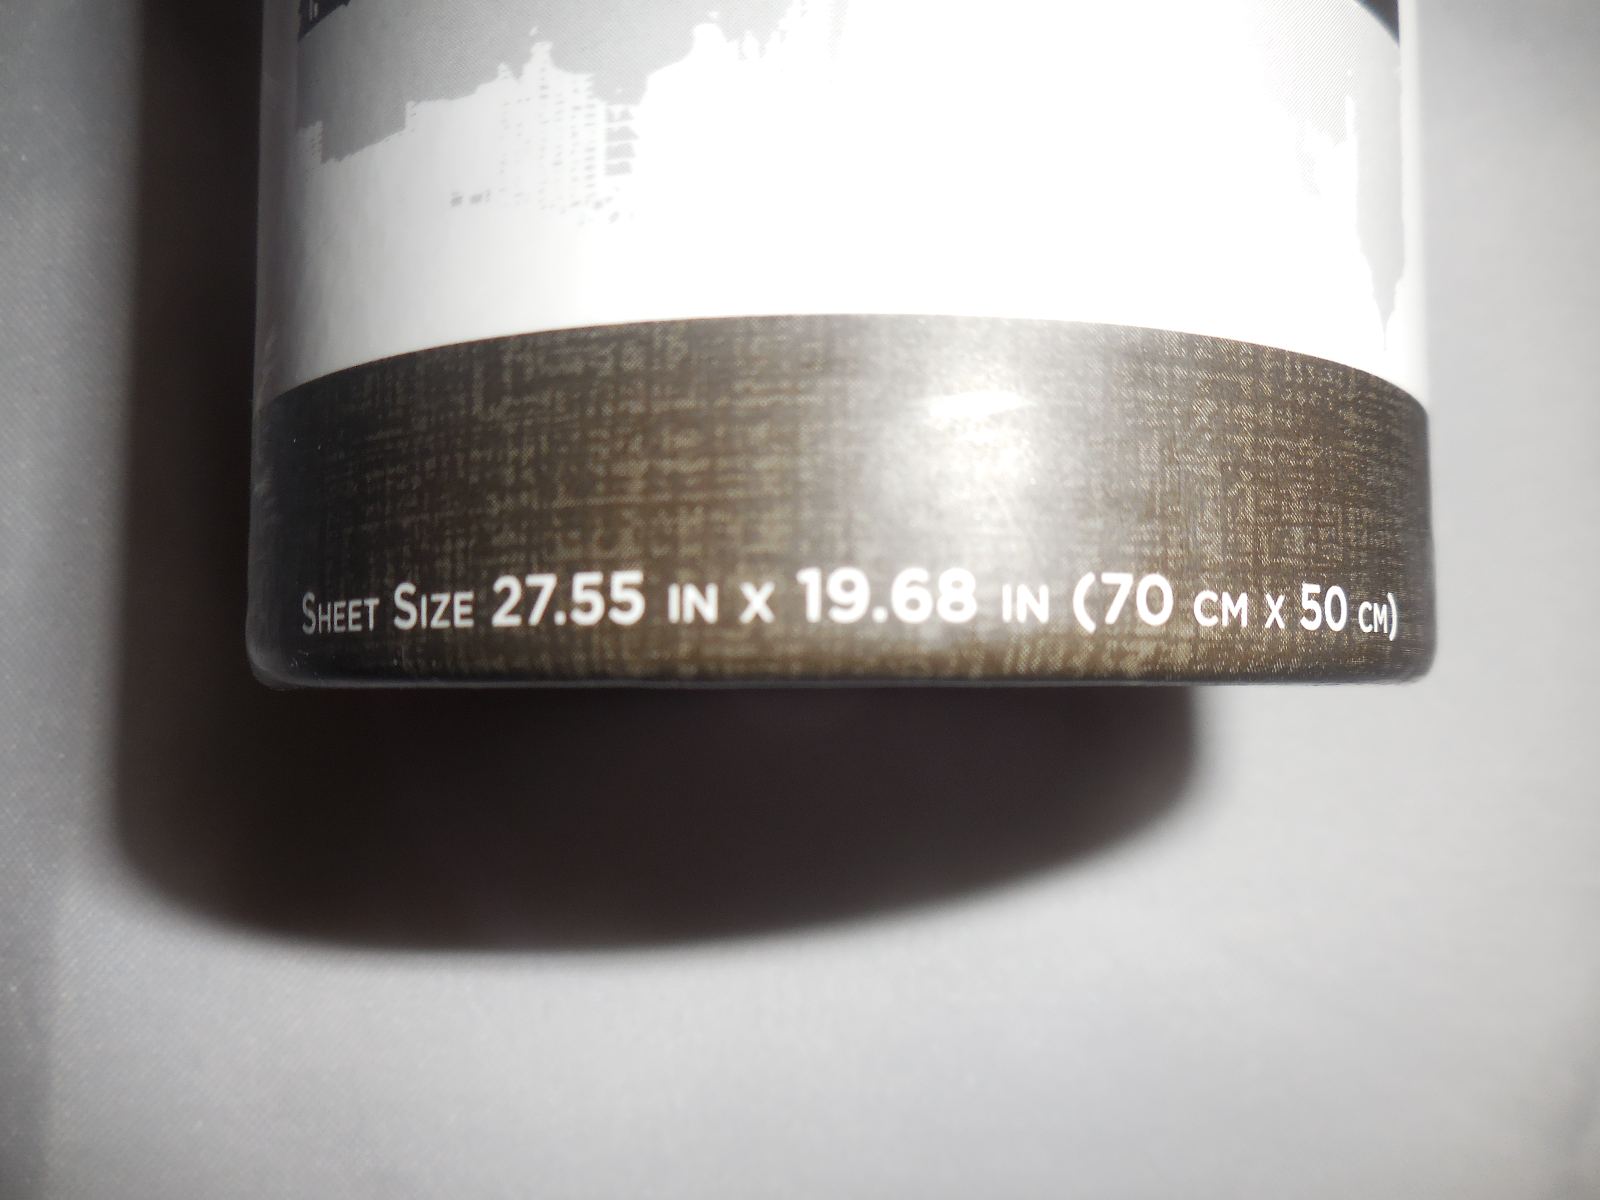 Sheet Size 27.55 in x 19.68 in (70 cm x 50 cm)